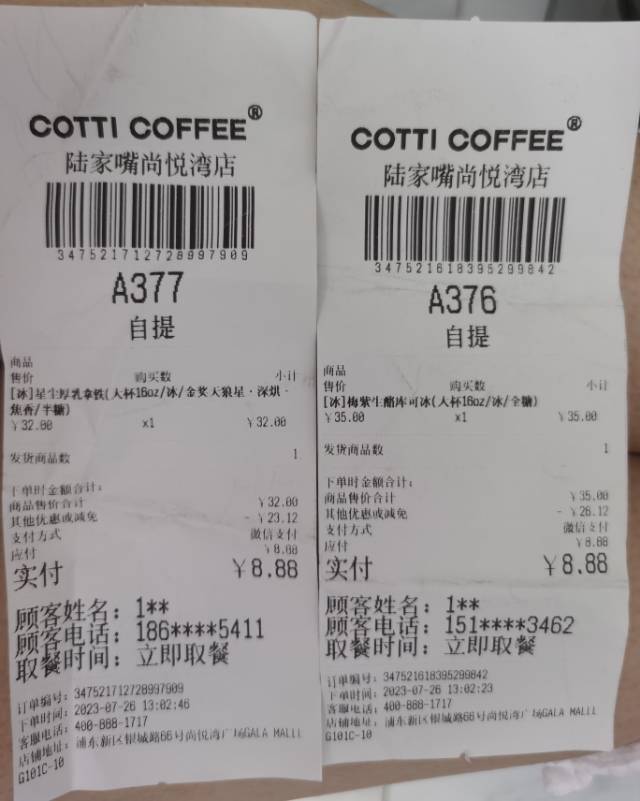 COTTI COFFEE®
陆家嘴尚悦湾店
347521712728997909
A377
自提
商品
售价 购买数 小计
[冰]星尘厚乳拿铁(大杯16oz/冰/金奖天狼星·深烘·
焦香/半糖)
¥32.00 x1 ¥32.00
发货商品数 1
下单时金额合计:
商品售价合计 ¥32.00
其他优惠或减免 -¥23.12
支付方式 微信支付
应付 ¥8.88
实付 ¥8.88
顾客姓名: 1**
顾客电话: 186****5411
取餐时间: 立即取餐
订单编号: 347521712728997909
下单时间: 2023-07-26 13:02:46
客服电话: 400-888-1717
店铺地址: 浦东新区银城路66号尚悦湾广场GALA MALLL
G101C-10
COTTI COFFEE®
陆家嘴尚悦湾店
347521618395299842
A376
自提
商品
售价 购买数 小计
[冰]梅紫生酪库可冰(大杯16oz/冰/全糖)
¥35.00 x1 ¥35.00
发货商品数 1
下单时金额合计:
商品售价合计 ¥35.00
其他优惠或减免 -¥26.12
支付方式 微信支付
应付 ¥8.88
实付 ¥8.88
顾客姓名: 1**
顾客电话: 151****3462
取餐时间: 立即取餐
订单编号: 347521618395299842
下单时间: 2023-07-26 13:02:23
客服电话: 400-888-1717
店铺地址: 浦东新区银城路66号尚悦湾广场GALA MALLL
G101C-10